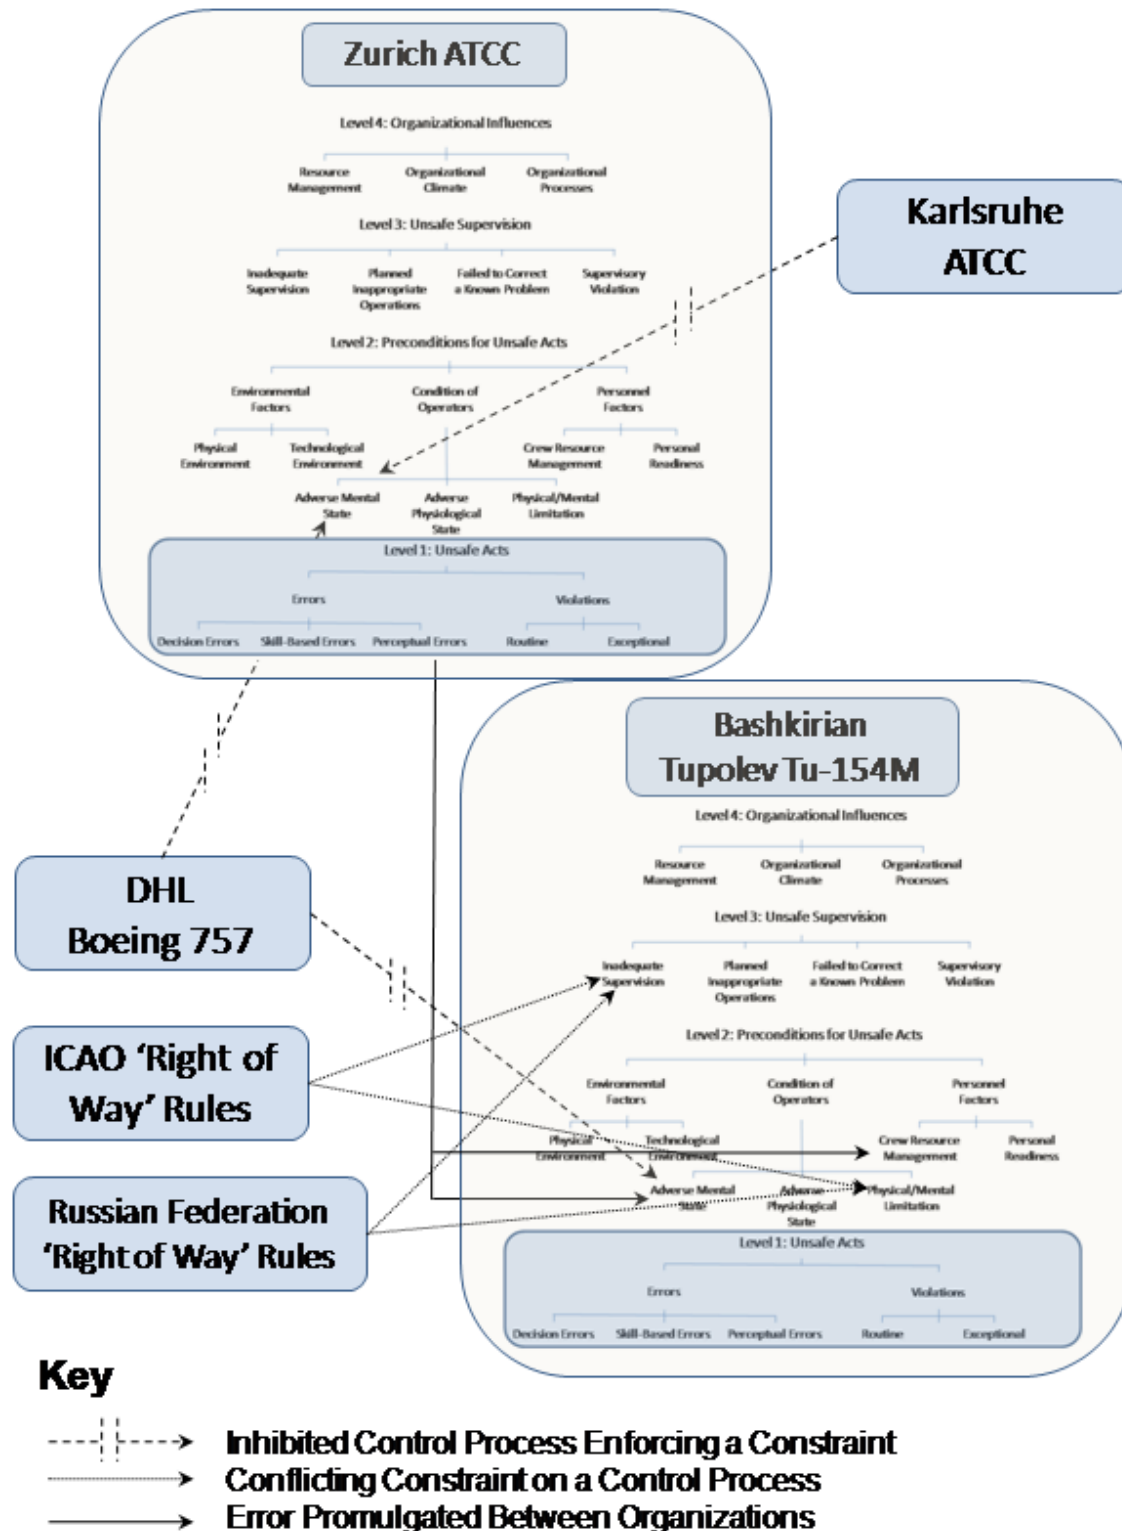 Zurich ATCC
Level 4: Organizational Influences
Resource Management
Organizational Climate
Organizational Processes
Level 3: Unsafe Supervision
Inadequate Supervision
Planned Inappropriate Operations
Failed to Correct a Known Problem
Supervisory Violation
Level 2: Preconditions for Unsafe Acts
Environmental Factors
Condition of Operators
Personnel Factors
Physical Environment
Technological Environment
Crew Resource Management
Personal Readiness
Adverse Mental State
Adverse Physiological State
Physical/Mental Limitation
Level 1: Unsafe Acts
Errors
Violations
Decision Errors
Skill-Based Errors
Perceptual Errors
Routine
Exceptional
Karlsruhe
ATCC
DHL
Boeing 757
ICAO ‘Right of
Way’ Rules
Russian Federation
‘Right of Way’ Rules
Bashkirian
Tupolev Tu-154M
Level 4: Organizational Influences
Resource Management
Organizational Climate
Organizational Processes
Level 3: Unsafe Supervision
Inadequate Supervision
Planned Inappropriate Operations
Failed to Correct a Known Problem
Supervisory Violation
Level 2: Preconditions for Unsafe Acts
Environmental Factors
Condition of Operators
Personnel Factors
Physical Environment
Technological Environment
Crew Resource Management
Personal Readiness
Adverse Mental State
Adverse Physiological State
Physical/Mental Limitation
Level 1: Unsafe Acts
Errors
Violations
Decision Errors
Skill-Based Errors
Perceptual Errors
Routine
Exceptional
Key
Inhibited Control Process Enforcing a Constraint
Conflicting Constraint on a Control Process
Error Promulgated Between Organizations